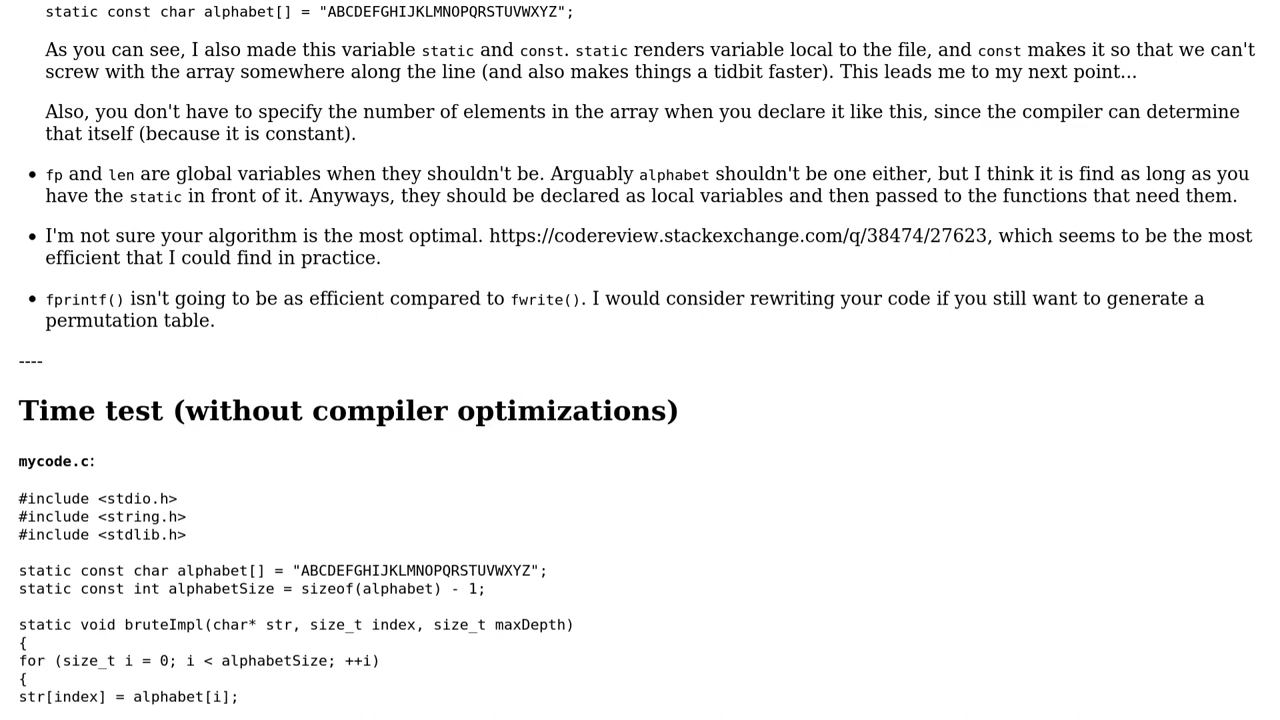 static const char alphabet[] = "ABCDEFGHIJKLMNOPQRSTUVWXYZ";
As you can see, I also made this variable static and const. static renders variable local to the file, and const makes it so that we can't
screw with the array somewhere along the line (and also makes things a tidbit faster). This leads me to my next point...
Also, you don't have to specify the number of elements in the array when you declare it like this, since the compiler can determine
that itself (because it is constant).
• fp and len are global variables when they shouldn't be. Arguably alphabet shouldn't be one either, but I think it is find as long as you
have the static in front of it. Anyways, they should be declared as local variables and then passed to the functions that need them.
• I'm not sure your algorithm is the most optimal. https://codereview.stackexchange.com/q/38474/27623, which seems to be the most
efficient that I could find in practice.
• fprintf() isn't going to be as efficient compared to fwrite(). I would consider rewriting your code if you still want to generate a
permutation table.
----
Time test (without compiler optimizations)
mycode.c:
#include <stdio.h>
#include <string.h>
#include <stdlib.h>
static const char alphabet[] = "ABCDEFGHIJKLMNOPQRSTUVWXYZ";
static const int alphabetSize = sizeof(alphabet) - 1;
static void bruteImpl(char* str, size_t index, size_t maxDepth)
{
for (size_t i = 0; i < alphabetSize; ++i)
{
str[index] = alphabet[i];